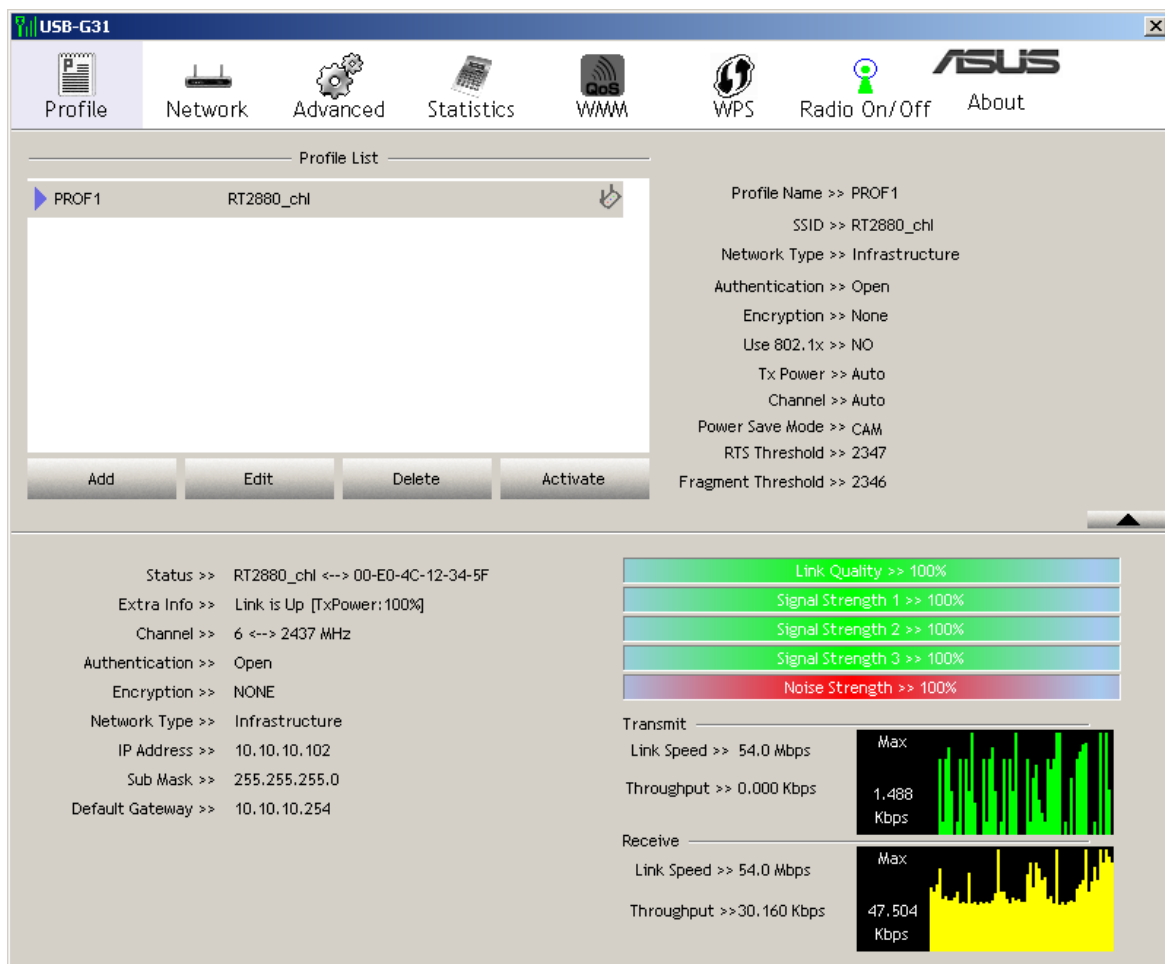 USB-G31
Profile
Network
Advanced
Statistics
QoS
WMM
WPS
Radio On/Off
ASUS
About
Profile List
PROF1 RT2880_chl
Add
Edit
Delete
Activate
Profile Name >> PROF1
SSID >> RT2880_chl
Network Type >> Infrastructure
Authentication >> Open
Encryption >> None
Use 802.1x >> NO
Tx Power >> Auto
Channel >> Auto
Power Save Mode >> CAM
RTS Threshold >> 2347
Fragment Threshold >> 2346
Status >> RT2880_chl <--> 00-E0-4C-12-34-5F
Extra Info >> Link is Up [TxPower:100%]
Channel >> 6 <--> 2437 MHz
Authentication >> Open
Encryption >> NONE
Network Type >> Infrastructure
IP Address >> 10.10.10.102
Sub Mask >> 255.255.255.0
Default Gateway >> 10.10.10.254
Link Quality >> 100%
Signal Strength 1 >> 100%
Signal Strength 2 >> 100%
Signal Strength 3 >> 100%
Noise Strength >> 100%
Transmit
Link Speed >> 54.0 Mbps
Throughput >> 0.000 Kbps
Max
1.488
Kbps
Receive
Link Speed >> 54.0 Mbps
Throughput >>30.160 Kbps
Max
47.504
Kbps